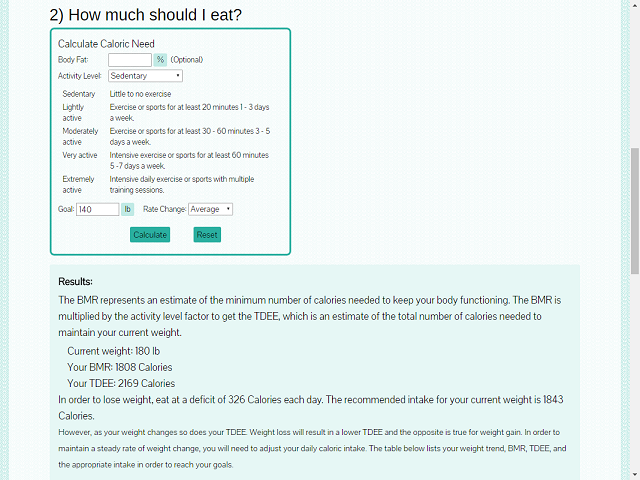 2) How much should I eat?
Calculate Caloric Need
Body Fat: % (Optional)
Activity Level: Sedentary
Sedentary Little to no exercise
Lightly active Exercise or sports for at least 20 minutes 1 - 3 days a week.
Moderately active Exercise or sports for at least 30 - 60 minutes 3 - 5 days a week.
Very active Intensive exercise or sports for at least 60 minutes 5 -7 days a week.
Extremely active Intensive daily exercise or sports with multiple training sessions.
Goal: 140 lb Rate Change: Average
Calculate Reset
Results:
The BMR represents an estimate of the minimum number of calories needed to keep your body functioning. The BMR is
multiplied by the activity level factor to get the TDEE, which is an estimate of the total number of calories needed to
maintain your current weight.
Current weight: 180 lb
Your BMR: 1808 Calories
Your TDEE: 2169 Calories
In order to lose weight, eat at a deficit of 326 Calories each day. The recommended intake for your current weight is 1843
Calories.
However, as your weight changes so does your TDEE. Weight loss will result in a lower TDEE and the opposite is true for weight gain. In order to
maintain a steady rate of weight change, you will need to adjust your daily caloric intake. The table below lists your weight trend, BMR, TDEE, and
the appropriate intake in order to reach your goals.